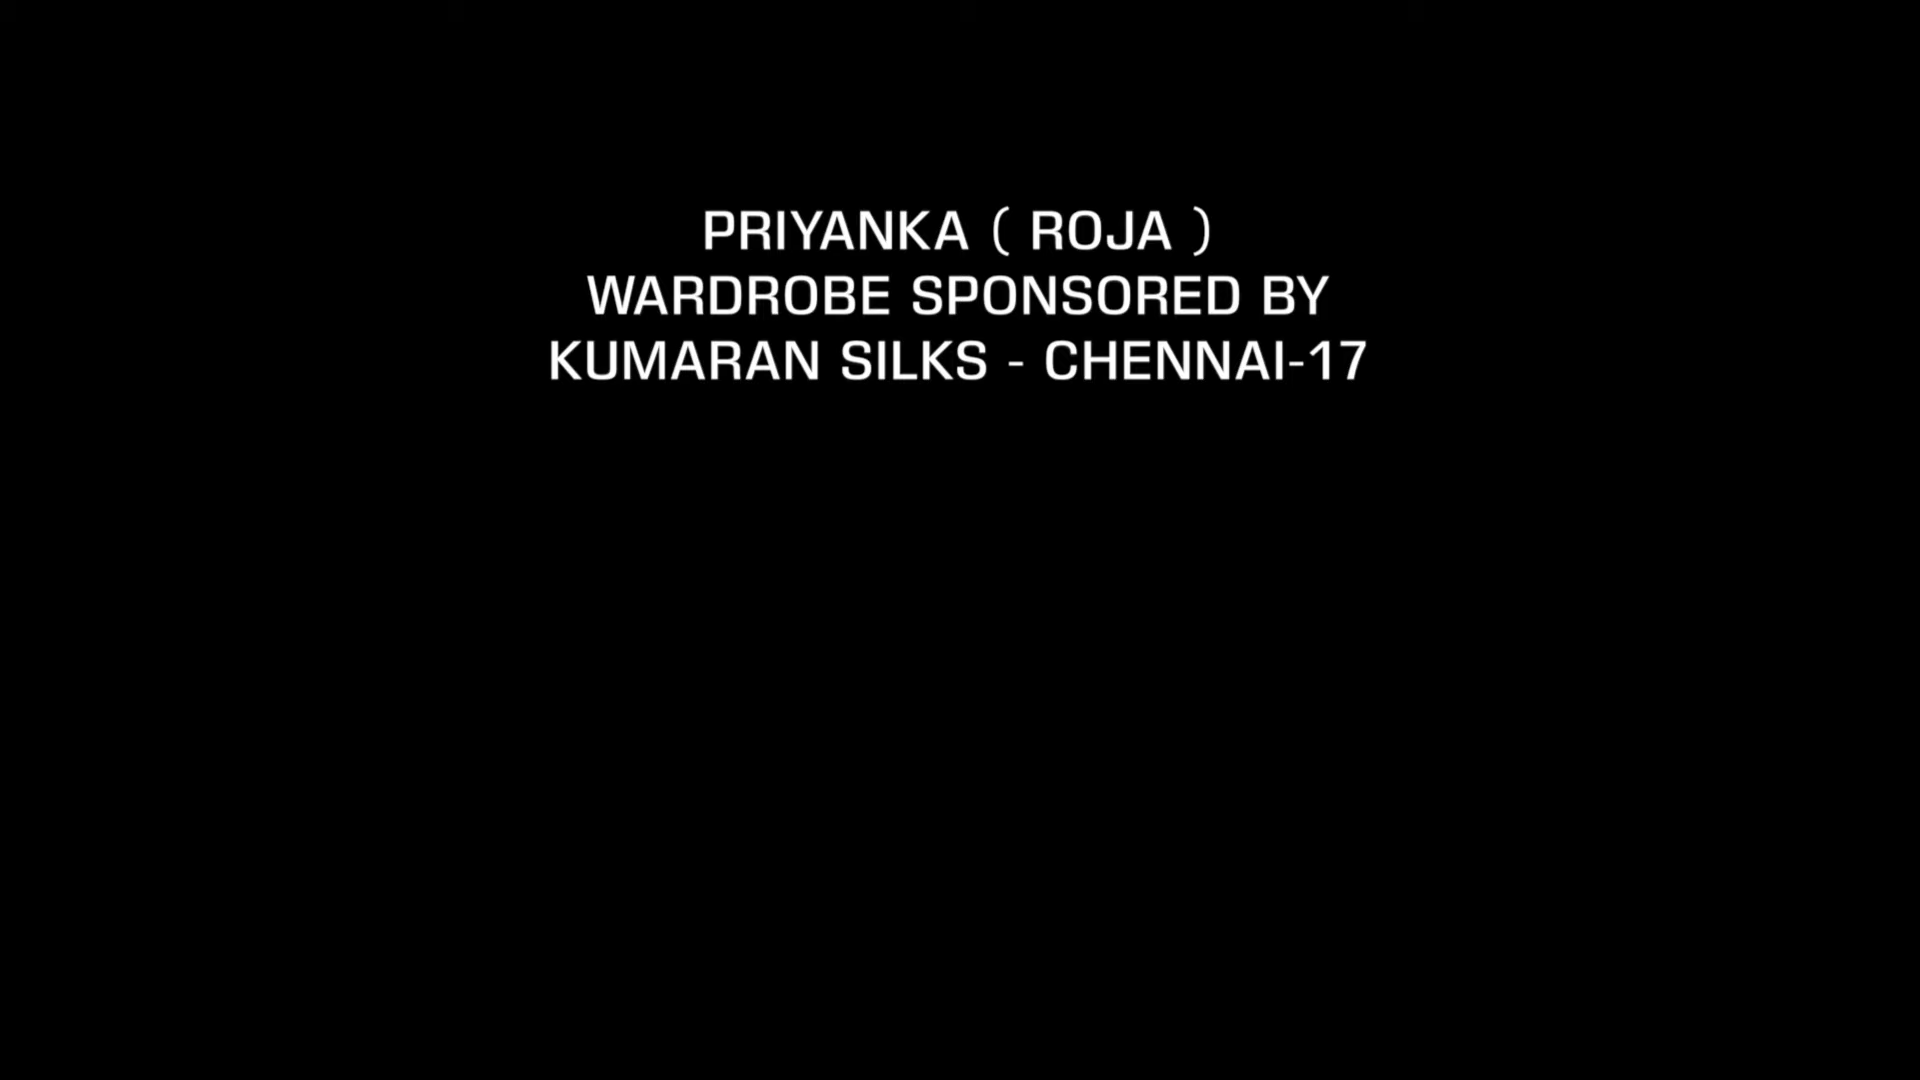 PRIYANKA ( ROJA )
WARDROBE SPONSORED BY
KUMARAN SILKS - CHENNAI-17